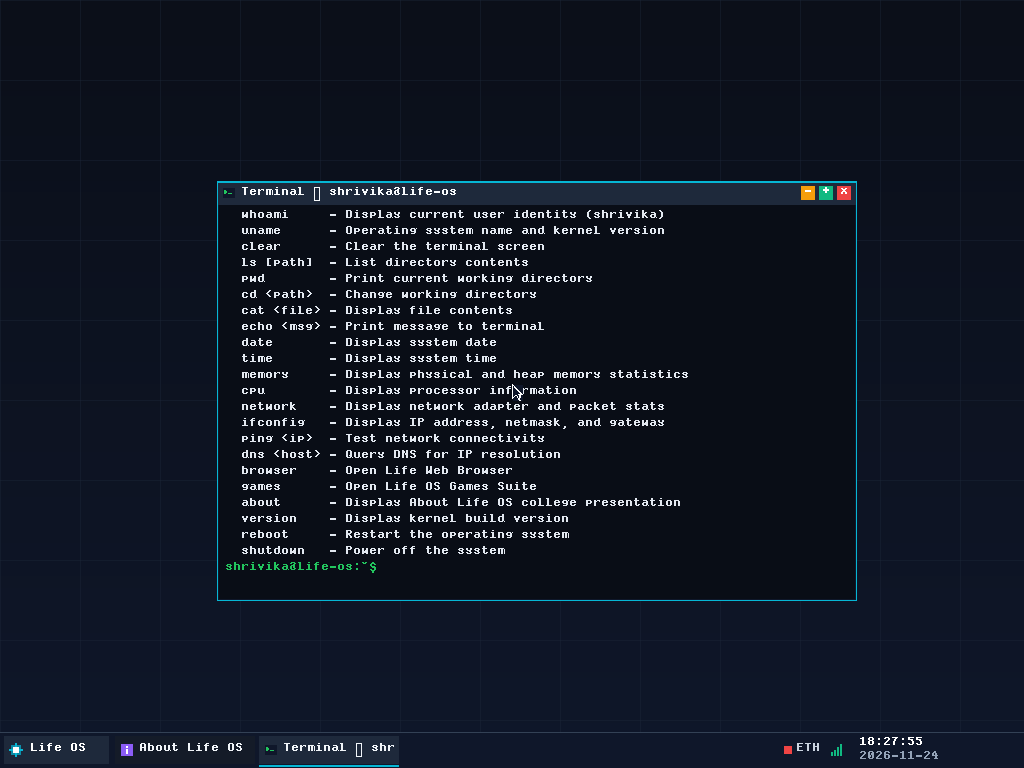 Terminal ▯ shrivika@life-os
whoami - Display current user identity (shrivika)
uname - Operating system name and kernel version
clear - Clear the terminal screen
ls [path] - List directory contents
pwd - Print current working directory
cd <path> - Change working directory
cat <file> - Display file contents
echo <msg> - Print message to terminal
date - Display system date
time - Display system time
memory - Display physical and heap memory statistics
cpu - Display processor information
network - Display network adapter and packet stats
ifconfig - Display IP address, netmask, and gateway
ping <ip> - Test network connectivity
dns <host> - Query DNS for IP resolution
browser - Open Life Web Browser
games - Open Life OS Games Suite
about - Display About Life OS college presentation
version - Display kernel build version
reboot - Restart the operating system
shutdown - Power off the system
shrivika@life-os:~$
Life OS
About Life OS
Terminal ▯ shr
ETH
18:27:55
2026-11-24